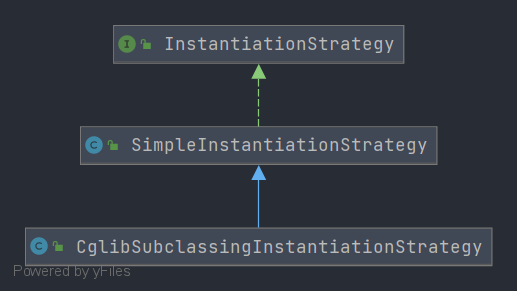 I InstantiationStrategy
C SimpleInstantiationStrategy
C CglibSubclassingInstantiationStrategy
Powered by yFiles